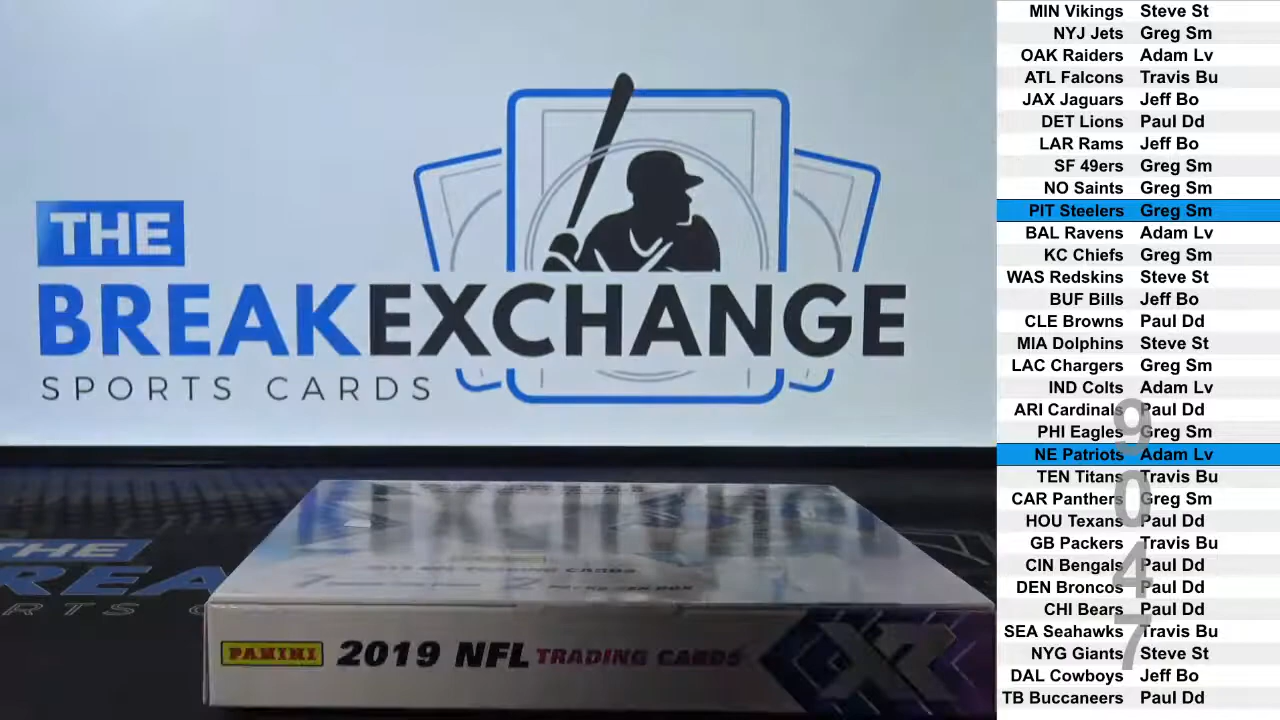 THE
BREAKEXCHANGE
SPORTS CARDS
THE
REA
RTS
PANINI 2019 NFL TRADING CARDS XR
MIN Vikings Steve St
NYJ Jets Greg Sm
OAK Raiders Adam Lv
ATL Falcons Travis Bu
JAX Jaguars Jeff Bo
DET Lions Paul Dd
LAR Rams Jeff Bo
SF 49ers Greg Sm
NO Saints Greg Sm
PIT Steelers Greg Sm
BAL Ravens Adam Lv
KC Chiefs Greg Sm
WAS Redskins Steve St
BUF Bills Jeff Bo
CLE Browns Paul Dd
MIA Dolphins Steve St
LAC Chargers Greg Sm
IND Colts Adam Lv
ARI Cardinals Paul Dd
PHI Eagles Greg Sm
NE Patriots Adam Lv
TEN Titans Travis Bu
CAR Panthers Greg Sm
HOU Texans Paul Dd
GB Packers Travis Bu
CIN Bengals Paul Dd
DEN Broncos Paul Dd
CHI Bears Paul Dd
SEA Seahawks Travis Bu
NYG Giants Steve St
DAL Cowboys Jeff Bo
TB Buccaneers Paul Dd
9047